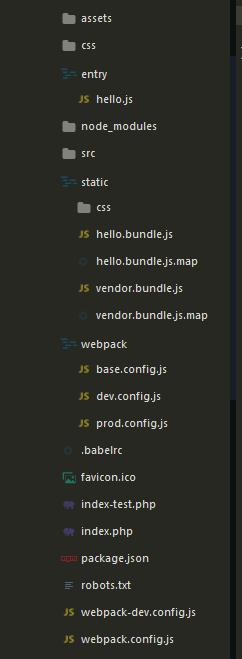 assets
css
entry
JS hello.js
node_modules
src
static
css
JS hello.bundle.js
hello.bundle.js.map
JS vendor.bundle.js
vendor.bundle.js.map
webpack
JS base.config.js
JS dev.config.js
JS prod.config.js
.babelrc
favicon.ico
index-test.php
index.php
npm package.json
robots.txt
JS webpack-dev.config.js
JS webpack.config.js